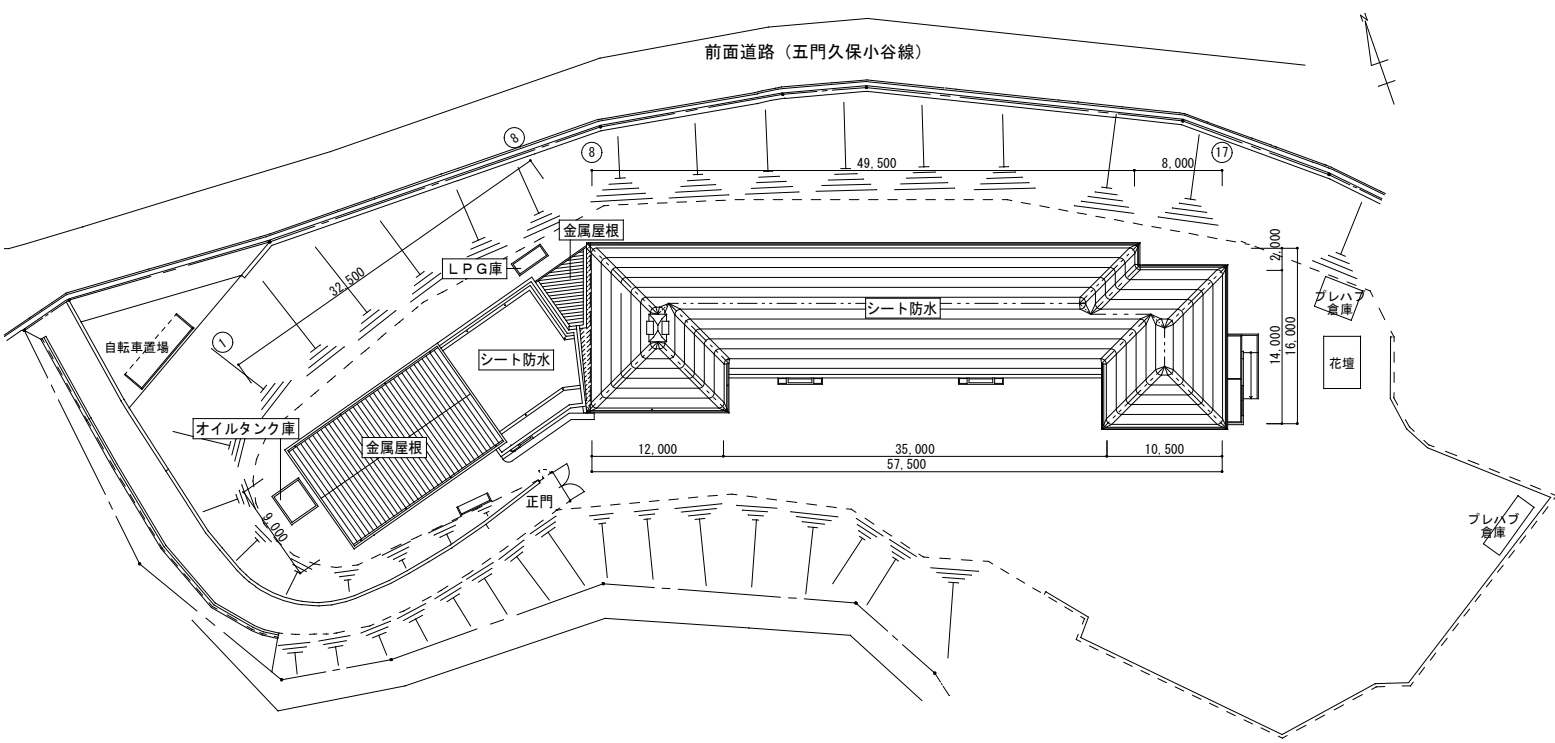 前面道路（五門久保小谷線）
N
8
8
17
49,500
8,000
金属屋根
LPG庫
32,500
2,000
14,000
16,000
プレハブ
倉庫
シート防水
1
自転車置場
シート防水
花壇
オイルタンク庫
金属屋根
12,000
35,000
10,500
57,500
正門
9,000
プレハブ
倉庫